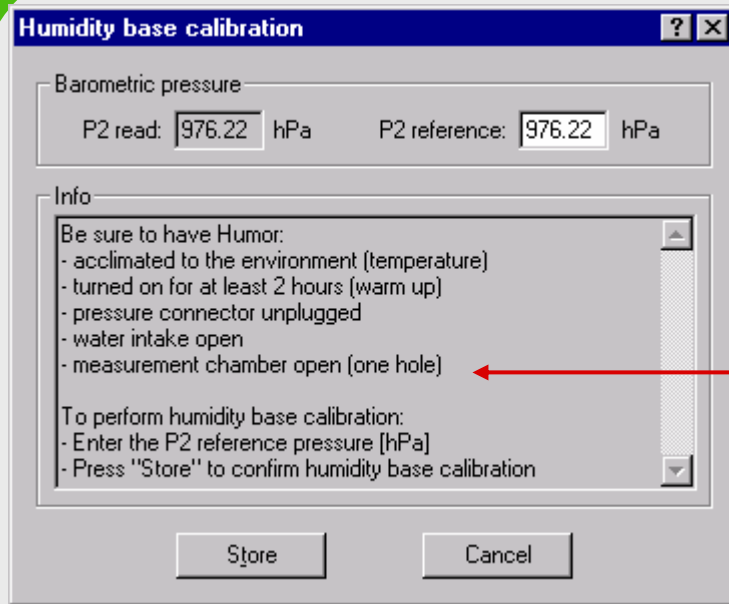 Humidity base calibration
Barometric pressure
P2 read: 976.22 hPa P2 reference: 976.22 hPa
Info
Be sure to have Humor:
- acclimated to the environment (temperature)
- turned on for at least 2 hours (warm up)
- pressure connector unplugged
- water intake open
- measurement chamber open (one hole)
To perform humidity base calibration:
- Enter the P2 reference pressure [hPa]
- Press "Store" to confirm humidity base calibration
Store Cancel